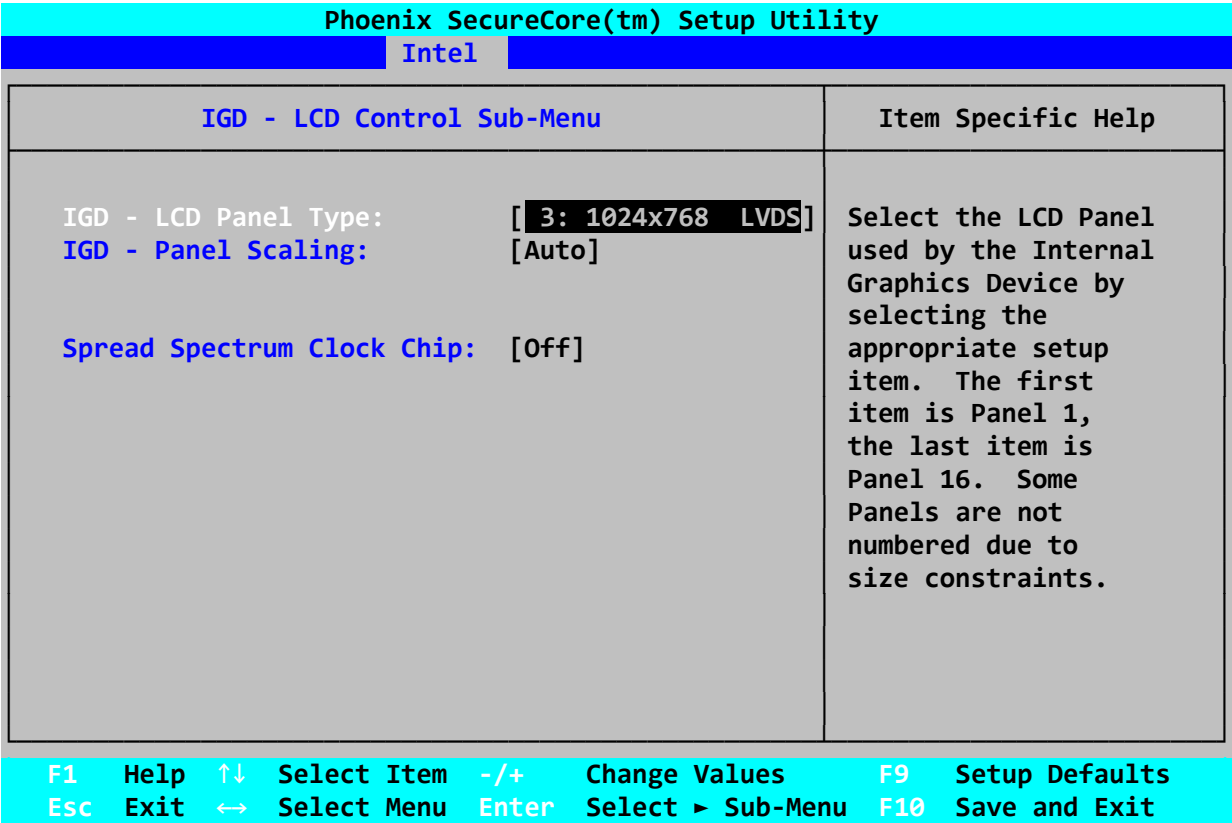 Phoenix SecureCore(tm) Setup Utility
Intel
IGD - LCD Control Sub-Menu
Item Specific Help
IGD - LCD Panel Type: [ 3: 1024x768  LVDS]
IGD - Panel Scaling: [Auto]
Spread Spectrum Clock Chip: [Off]
Select the LCD Panel
used by the Internal
Graphics Device by
selecting the
appropriate setup
item.  The first
item is Panel 1,
the last item is
Panel 16.  Some
Panels are not
numbered due to
size constraints.
F1 Help ↑↓ Select Item -/+ Change Values F9 Setup Defaults
Esc Exit ↔ Select Menu Enter Select ► Sub-Menu F10 Save and Exit